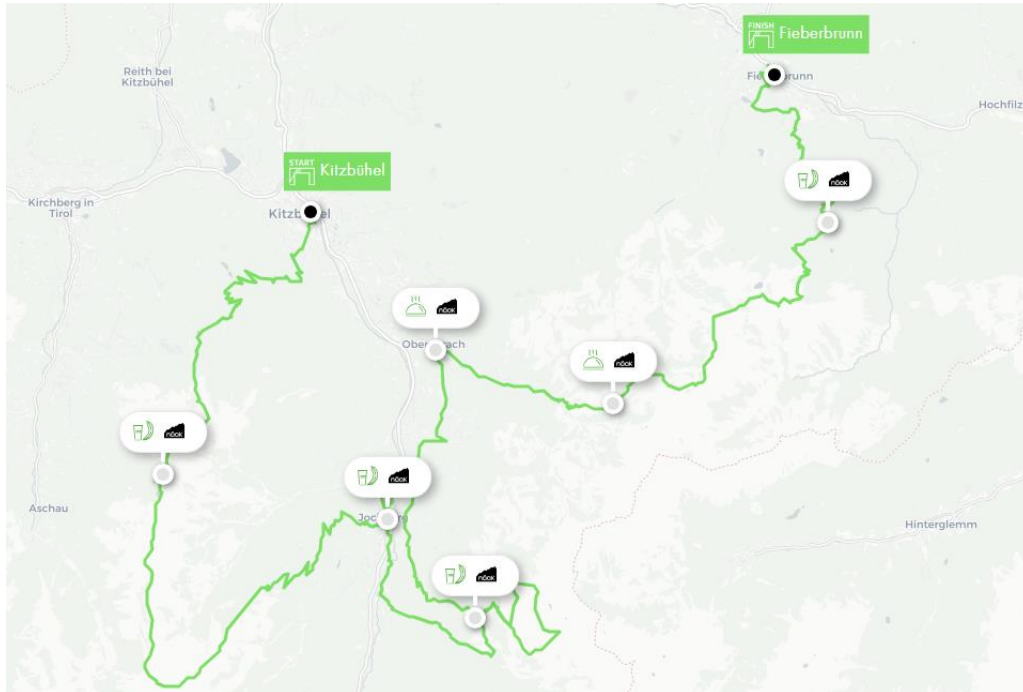 FINISH
Fieberbrunn
Reith bei
Kitzbühel
Hochfilz
START
Kitzbühel
Kirchberg in
Tirol
nöck
nöck
nöck
nöck
nöck
Aschau
Hinterglemm
nöck